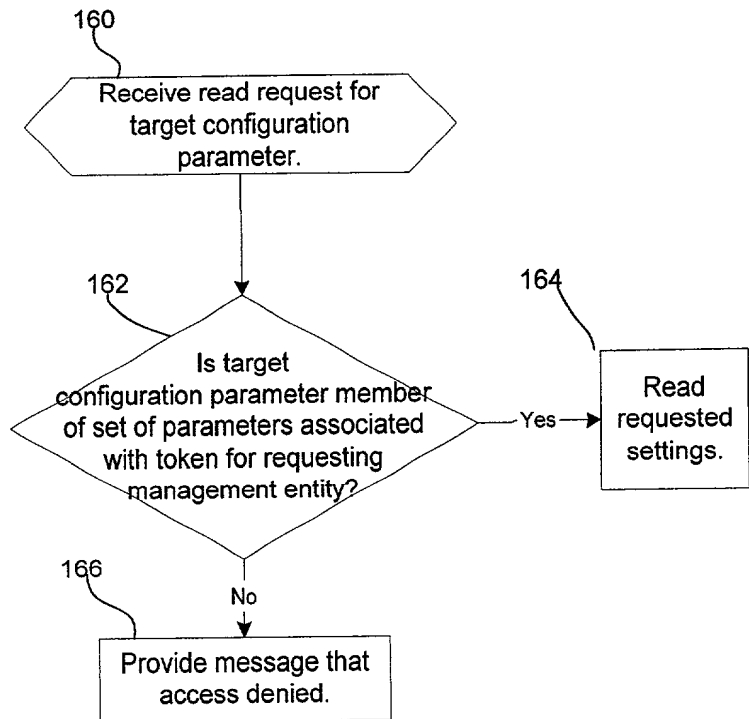 160
Receive read request for
target configuration
parameter.
162
Is target
configuration parameter member
of set of parameters associated
with token for requesting
management entity?
Yes
164
Read
requested
settings.
No
166
Provide message that
access denied.